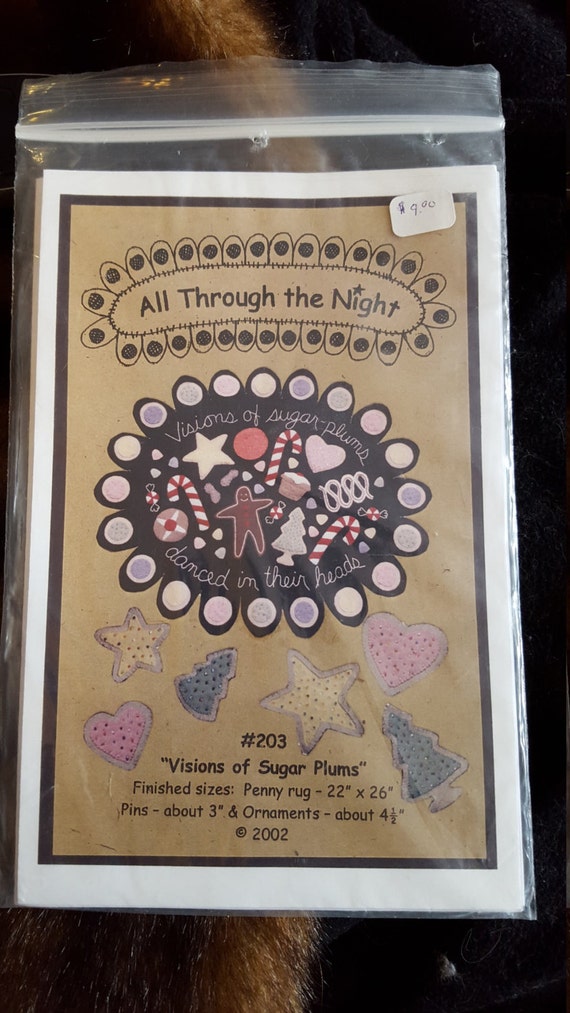 $9.00
All Through the Night
Visions of sugar-plums
danced in their heads
#203
"Visions of Sugar Plums"
Finished sizes: Penny rug - 22" x 26"
Pins - about 3" & Ornaments - about 4½"
© 2002